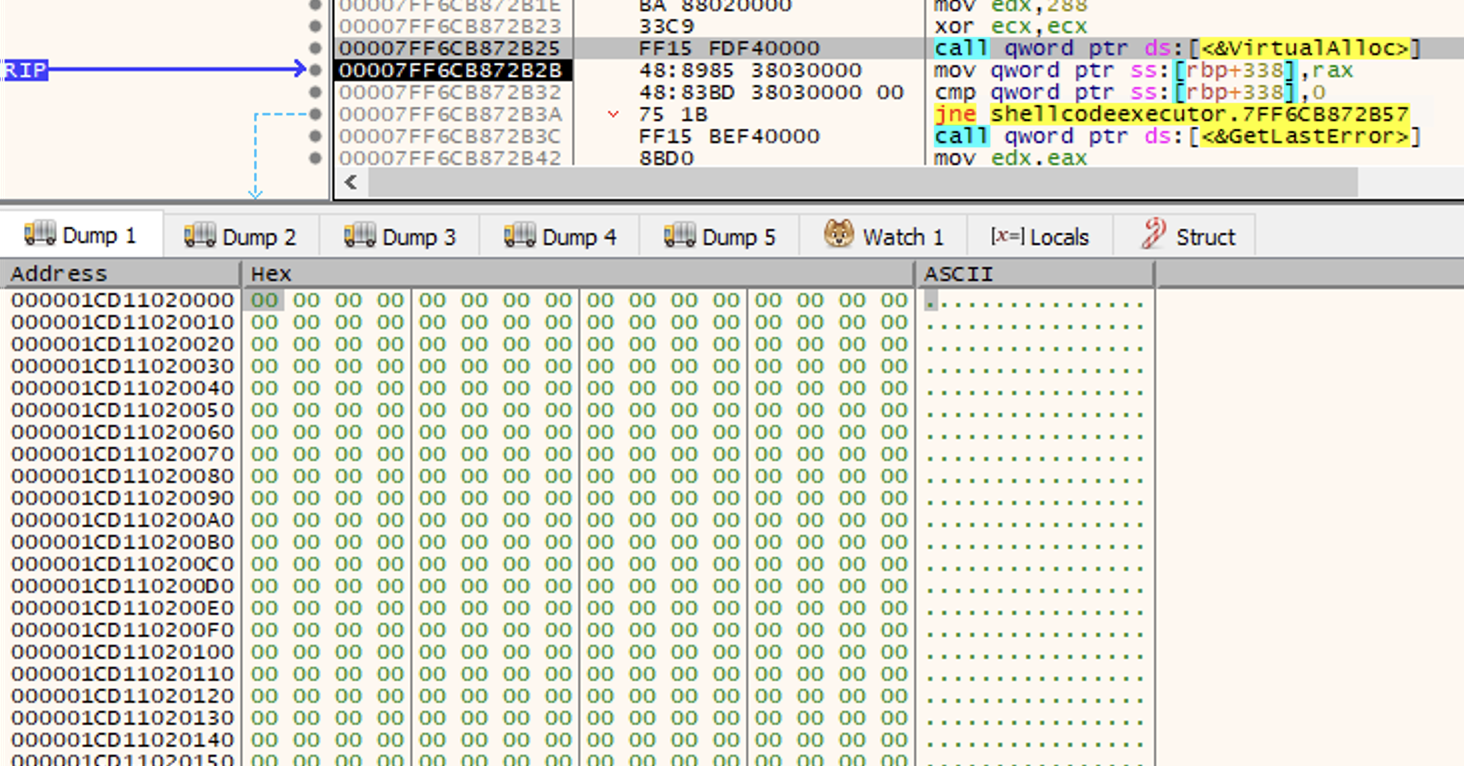 00007FF6CB872B1E BA 88020000 mov edx,288
00007FF6CB872B23 33C9 xor ecx,ecx
00007FF6CB872B25 FF15 FDF40000 call qword ptr ds:[<&VirtualAlloc>]
RIP 00007FF6CB872B2B 48:8985 38030000 mov qword ptr ss:[rbp+338],rax
00007FF6CB872B32 48:83BD 38030000 00 cmp qword ptr ss:[rbp+338],0
00007FF6CB872B3A 75 1B jne shellcodeexecutor.7FF6CB872B57
00007FF6CB872B3C FF15 BEF40000 call qword ptr ds:[<&GetLastError>]
00007FF6CB872B42 8BD0 mov edx,eax
Dump 1 Dump 2 Dump 3 Dump 4 Dump 5 Watch 1 [x=] Locals Struct
Address Hex ASCII
000001CD11020000 00 00 00 00 00 00 00 00 00 00 00 00 00 00 00 00 ................
000001CD11020010 00 00 00 00 00 00 00 00 00 00 00 00 00 00 00 00 ................
000001CD11020020 00 00 00 00 00 00 00 00 00 00 00 00 00 00 00 00 ................
000001CD11020030 00 00 00 00 00 00 00 00 00 00 00 00 00 00 00 00 ................
000001CD11020040 00 00 00 00 00 00 00 00 00 00 00 00 00 00 00 00 ................
000001CD11020050 00 00 00 00 00 00 00 00 00 00 00 00 00 00 00 00 ................
000001CD11020060 00 00 00 00 00 00 00 00 00 00 00 00 00 00 00 00 ................
000001CD11020070 00 00 00 00 00 00 00 00 00 00 00 00 00 00 00 00 ................
000001CD11020080 00 00 00 00 00 00 00 00 00 00 00 00 00 00 00 00 ................
000001CD11020090 00 00 00 00 00 00 00 00 00 00 00 00 00 00 00 00 ................
000001CD110200A0 00 00 00 00 00 00 00 00 00 00 00 00 00 00 00 00 ................
000001CD110200B0 00 00 00 00 00 00 00 00 00 00 00 00 00 00 00 00 ................
000001CD110200C0 00 00 00 00 00 00 00 00 00 00 00 00 00 00 00 00 ................
000001CD110200D0 00 00 00 00 00 00 00 00 00 00 00 00 00 00 00 00 ................
000001CD110200E0 00 00 00 00 00 00 00 00 00 00 00 00 00 00 00 00 ................
000001CD110200F0 00 00 00 00 00 00 00 00 00 00 00 00 00 00 00 00 ................
000001CD11020100 00 00 00 00 00 00 00 00 00 00 00 00 00 00 00 00 ................
000001CD11020110 00 00 00 00 00 00 00 00 00 00 00 00 00 00 00 00 ................
000001CD11020120 00 00 00 00 00 00 00 00 00 00 00 00 00 00 00 00 ................
000001CD11020130 00 00 00 00 00 00 00 00 00 00 00 00 00 00 00 00 ................
000001CD11020140 00 00 00 00 00 00 00 00 00 00 00 00 00 00 00 00 ................
000001CD11020150 00 00 00 00 00 00 00 00 00 00 00 00 00 00 00 00 ................